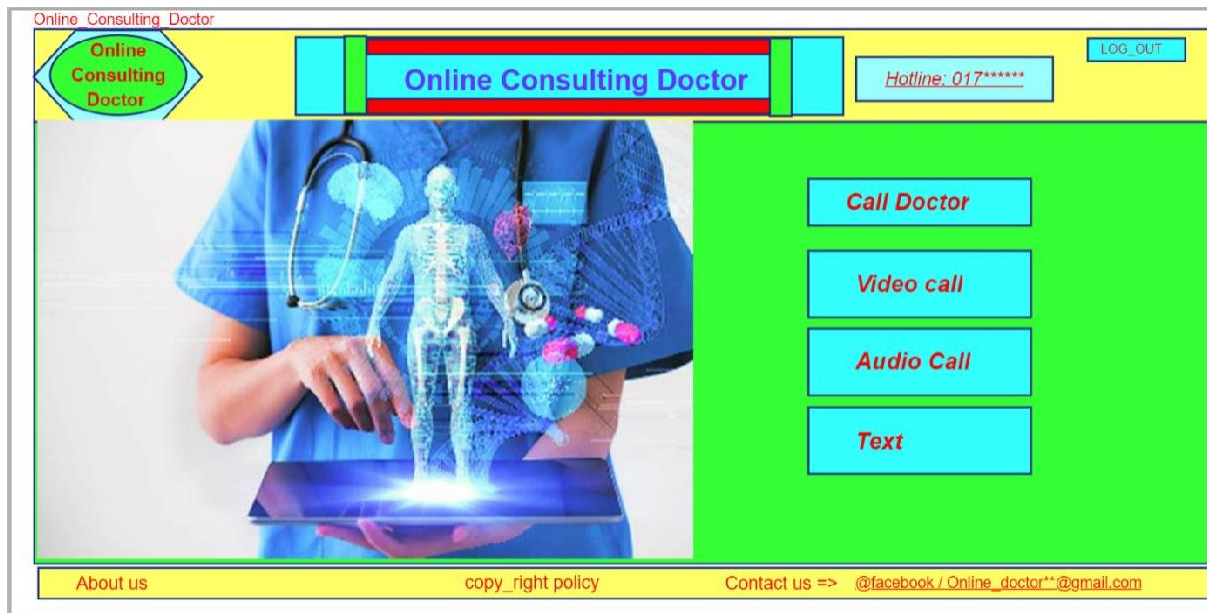 Online_Consulting_Doctor
Online
Consulting
Doctor
Online Consulting Doctor
Hotline: 017******
LOG_OUT
Call Doctor
Video call
Audio Call
Text
About us
copy_right policy
Contact us =>
@facebook / Online_doctor**@gmail.com